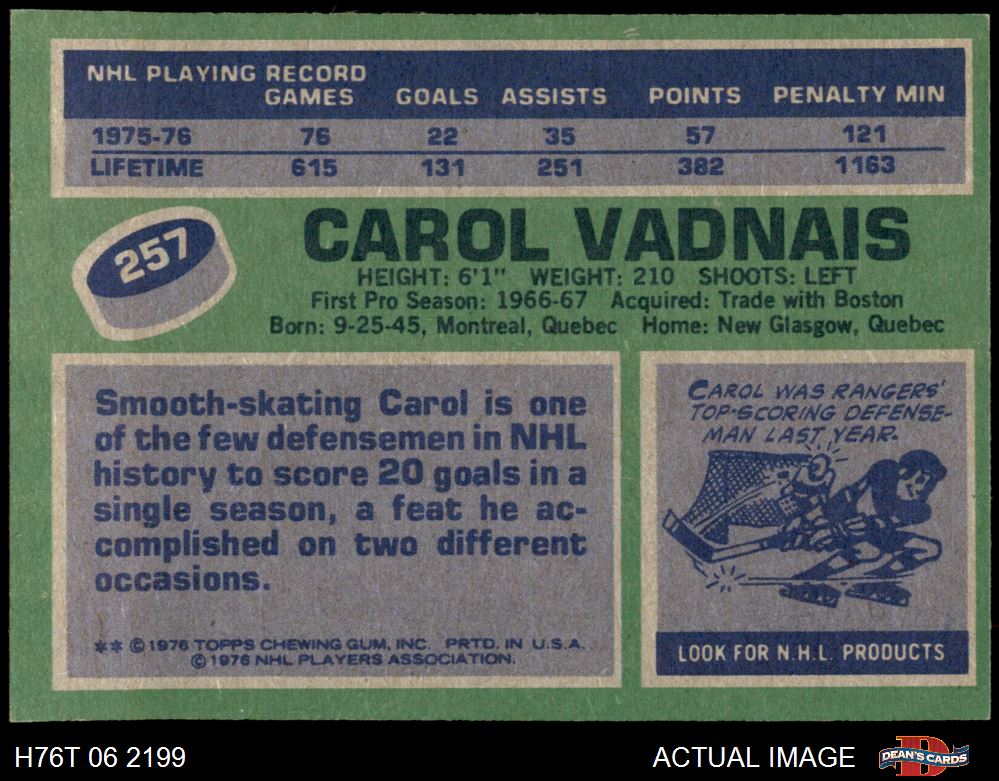 NHL PLAYING RECORD
GAMES GOALS ASSISTS POINTS PENALTY MIN
1975-76 76 22 35 57 121
LIFETIME 615 131 251 382 1163
257
CAROL VADNAIS
HEIGHT: 6'1" WEIGHT: 210 SHOOTS: LEFT
First Pro Season: 1966-67 Acquired: Trade with Boston
Born: 9-25-45, Montreal, Quebec Home: New Glasgow, Quebec
Smooth-skating Carol is one
of the few defensemen in NHL
history to score 20 goals in a
single season, a feat he ac-
complished on two different
occasions.
** © 1976 TOPPS CHEWING GUM, INC. PRTD. IN U.S.A.
© 1976 NHL PLAYERS ASSOCIATION.
CAROL WAS RANGERS'
TOP-SCORING DEFENSE-
MAN LAST YEAR.
LOOK FOR N.H.L. PRODUCTS
H76T 06 2199
ACTUAL IMAGE
D
DEAN'S CARDS